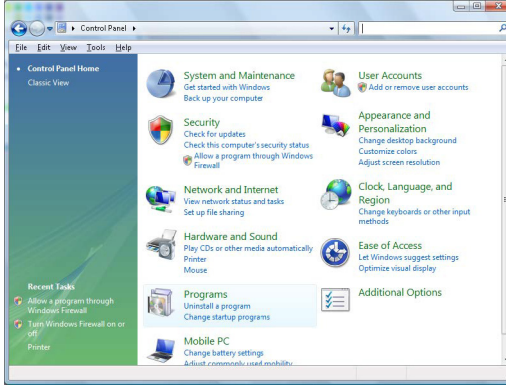 Control Panel
File Edit View Tools Help
Control Panel Home
Classic View
System and Maintenance
Get started with Windows
Back up your computer
Security
Check for updates
Check this computer's security status
Allow a program through Windows
Firewall
Network and Internet
View network status and tasks
Set up file sharing
Hardware and Sound
Play CDs or other media automatically
Printer
Mouse
Programs
Uninstall a program
Change startup programs
Mobile PC
Change battery settings
Adjust commonly used mobility
User Accounts
Add or remove user accounts
Appearance and
Personalization
Change desktop background
Customize colors
Adjust screen resolution
Clock, Language, and
Region
Change keyboards or other input
methods
Ease of Access
Let Windows suggest settings
Optimize visual display
Additional Options
Recent Tasks
Allow a program through
Windows Firewall
Turn Windows Firewall on or
off
Printer